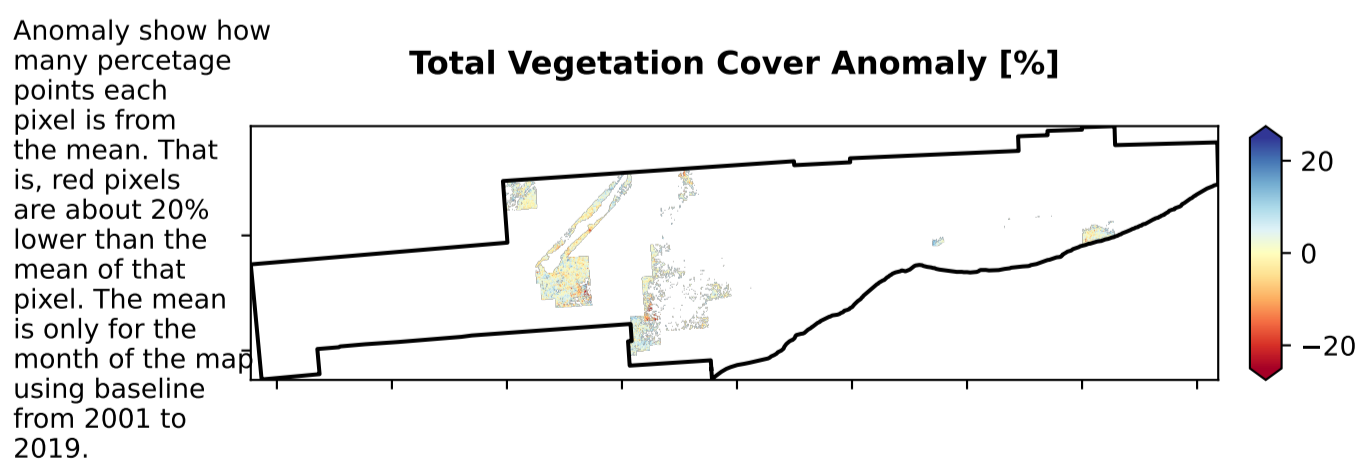 Anomaly show how
many percetage
points each
pixel is from
the mean. That
is, red pixels
are about 20%
lower than the
mean of that
pixel. The mean
is only for the
month of the map
using baseline
from 2001 to
2019.
Total Vegetation Cover Anomaly [%]
20
0
−20